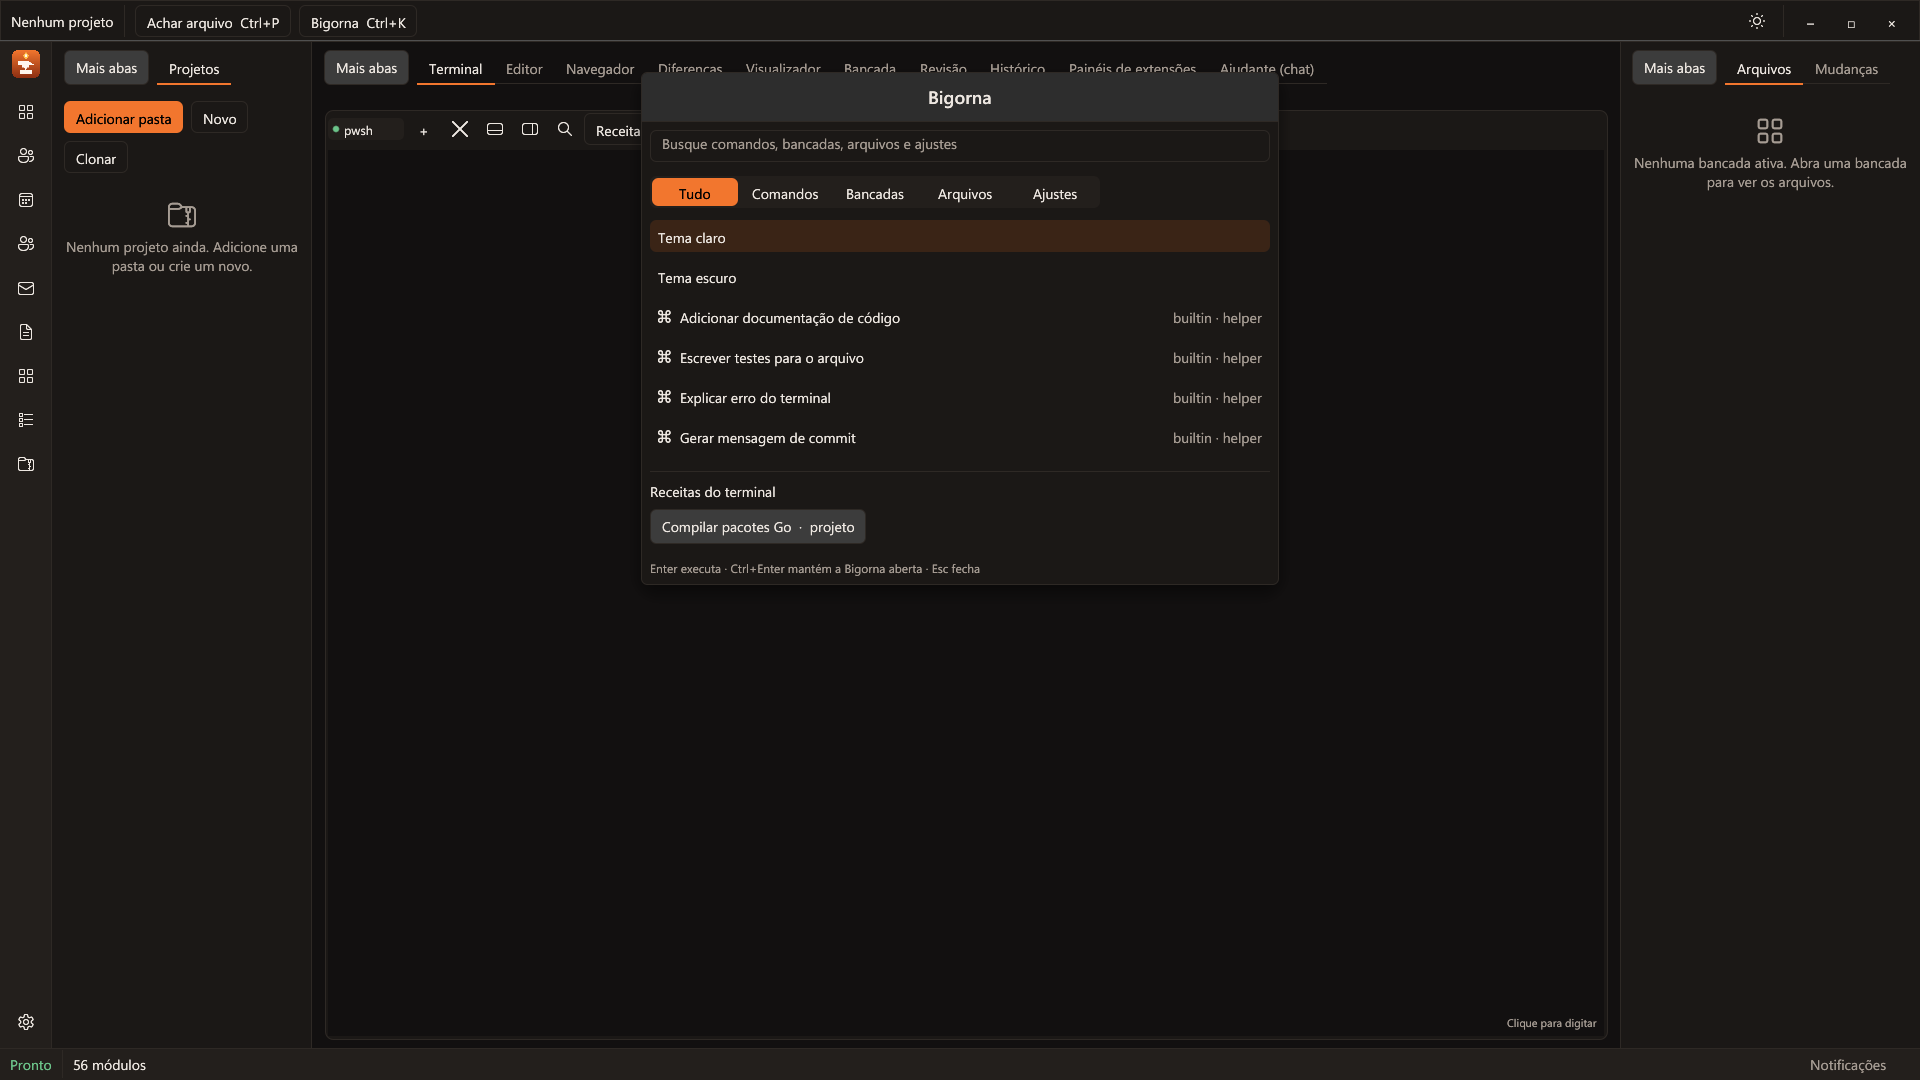 Nenhum projeto
Achar arquivo Ctrl+P
Bigorna Ctrl+K
Mais abas
Projetos
Adicionar pasta
Novo
Clonar
Nenhum projeto ainda. Adicione uma
pasta ou crie um novo.
Mais abas
Terminal
Editor
Navegador
Diferenças
Visualizador
Bancada
Revisão
Histórico
Painéis de extensões
Ajudante (chat)
pwsh
+
Receita
Bigorna
Busque comandos, bancadas, arquivos e ajustes
Tudo
Comandos
Bancadas
Arquivos
Ajustes
Tema claro
Tema escuro
⌘ Adicionar documentação de código builtin · helper
⌘ Escrever testes para o arquivo builtin · helper
⌘ Explicar erro do terminal builtin · helper
⌘ Gerar mensagem de commit builtin · helper
Receitas do terminal
Compilar pacotes Go · projeto
Enter executa · Ctrl+Enter mantém a Bigorna aberta · Esc fecha
Clique para digitar
Mais abas
Arquivos
Mudanças
Nenhuma bancada ativa. Abra uma bancada
para ver os arquivos.
Pronto
56 módulos
Notificações